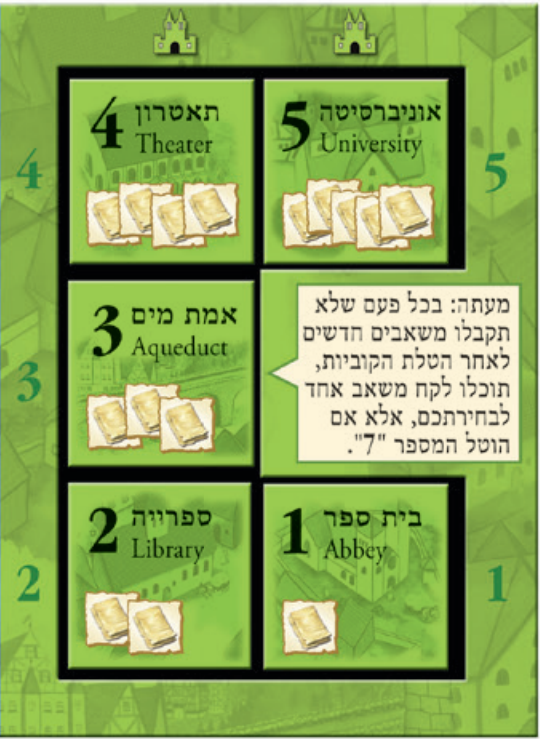 4 תאטרון
Theater
5 אוניברסיטה
University
4
5
3 אמת מים
Aqueduct
3
מעתה: בכל פעם שלא
תקבלו משאבים חדשים
לאחר הטלת הקוביות,
תוכלו לקח משאב אחד
לבחירתכם, אלא אם
הוטל המספר "7".
2 ספרוייה
Library
1 בית ספר
Abbey
2
1